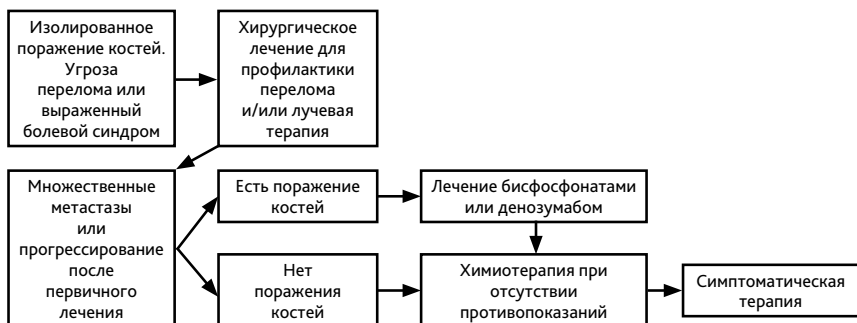 Изолированное
поражение костей.
Угроза
перелома или
выраженный
болевой синдром
Хирургическое
лечение для
профилактики
перелома
и/или лучевая
терапия
Множественные
метастазы
или
прогрессирование
после
первичного
лечения
Есть поражение
костей
Лечение бисфосфонатами
или денозумабом
Нет
поражения
костей
Химиотерапия при
отсутствии
противопоказаний
Симптоматическая
терапия